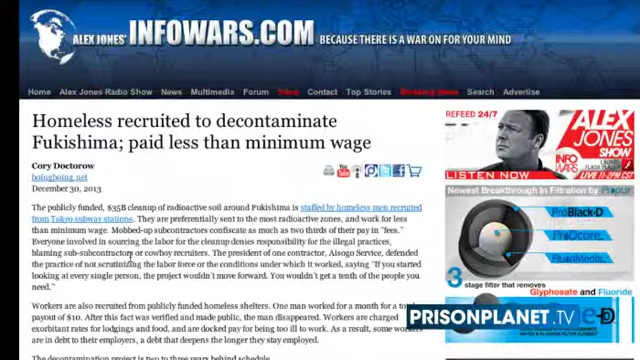 ALEX JONES' INFOWARS.COM BECAUSE THERE IS A WAR ON FOR YOUR MIND
Home Alex Jones Radio Show News Multimedia Forum Store Contact Top Stories Breaking News Search Advertise
Homeless recruited to decontaminate
Fukishima; paid less than minimum wage
Cory Doctorow
boingboing.net
December 30, 2013
The publicly funded, $35B cleanup of radioactive soil around Fukishima is staffed by homeless men recruited
from Tokyo subway stations. They are preferentially sent to the most radioactive zones, and work for less
than minimum wage. Mobbed-up subcontractors confiscate as much as two thirds of their pay in "fees."
Everyone involved in sourcing the labor for the cleanup denies responsibility for the illegal practices,
blaming sub-subcontractors or cowboy recruiters. The president of one contractor, Aisogo Service, defended
the practice of not scrutinizing the labor force or the conditions under which it worked, saying "If you started
looking at every single person, the project wouldn't move forward. You wouldn't get a tenth of the people you
need."
Workers are also recruited from publicly funded homeless shelters. One man worked for a month for a total
payout of $10. After this fact was verified and made public, the man disappeared. Workers are charged
exorbitant rates for lodgings and food, and are docked pay for being too ill to work. As a result, some workers
are in debt to their employers, a debt that deepens the longer they stay employed.
The decontamination project is two to three years behind schedule
REFEED 24/7
ALEX
JONES
SHOW
INFO
WARS
LISTEN NOW
LIVE 11-2PM CST
Newest Breakthrough In Filtration by Propur
ProBlack-D
ProOcore
FluoroMedix
3 stage filter that removes
Glyphosate and Fluoride
PRISONPLANET.TV